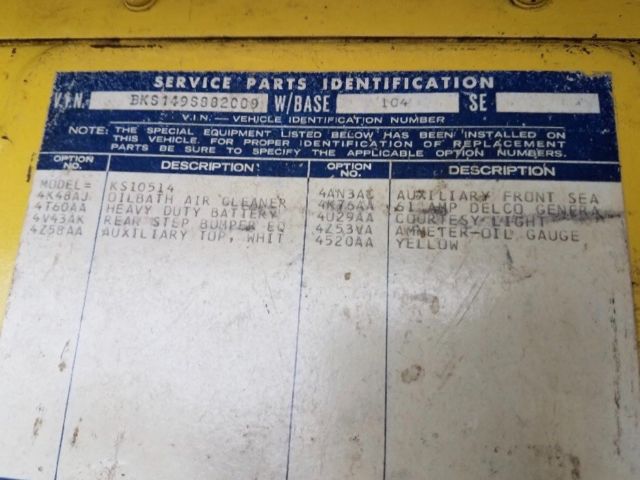 SERVICE PARTS IDENTIFICATION
V.I.N. BKS149S882009 W/BASE 104 SE
V.I.N. — VEHICLE IDENTIFICATION NUMBER
NOTE: THE SPECIAL EQUIPMENT LISTED BELOW HAS BEEN INSTALLED ON
THIS VEHICLE. FOR PROPER IDENTIFICATION OF REPLACEMENT
PARTS BE SURE TO SPECIFY THE APPLICABLE OPTION NUMBERS.
OPTION NO. DESCRIPTION OPTION NO. DESCRIPTION
MODEL= KS10514
4K48AJ OILBATH AIR CLEANER 4AN3AC AUXILIARY FRONT SEA
4T60AA HEAVY DUTY BATTERY 4K76AA AMP DELCO GENERA
4V43AK REAR STEP BUMPER EQ 4U29AA COURTESY LIGHT
4Z58AA AUXILIARY TOP, WHIT 4Z53VA AMMETER-OIL GAUGE
4520AA YELLOW